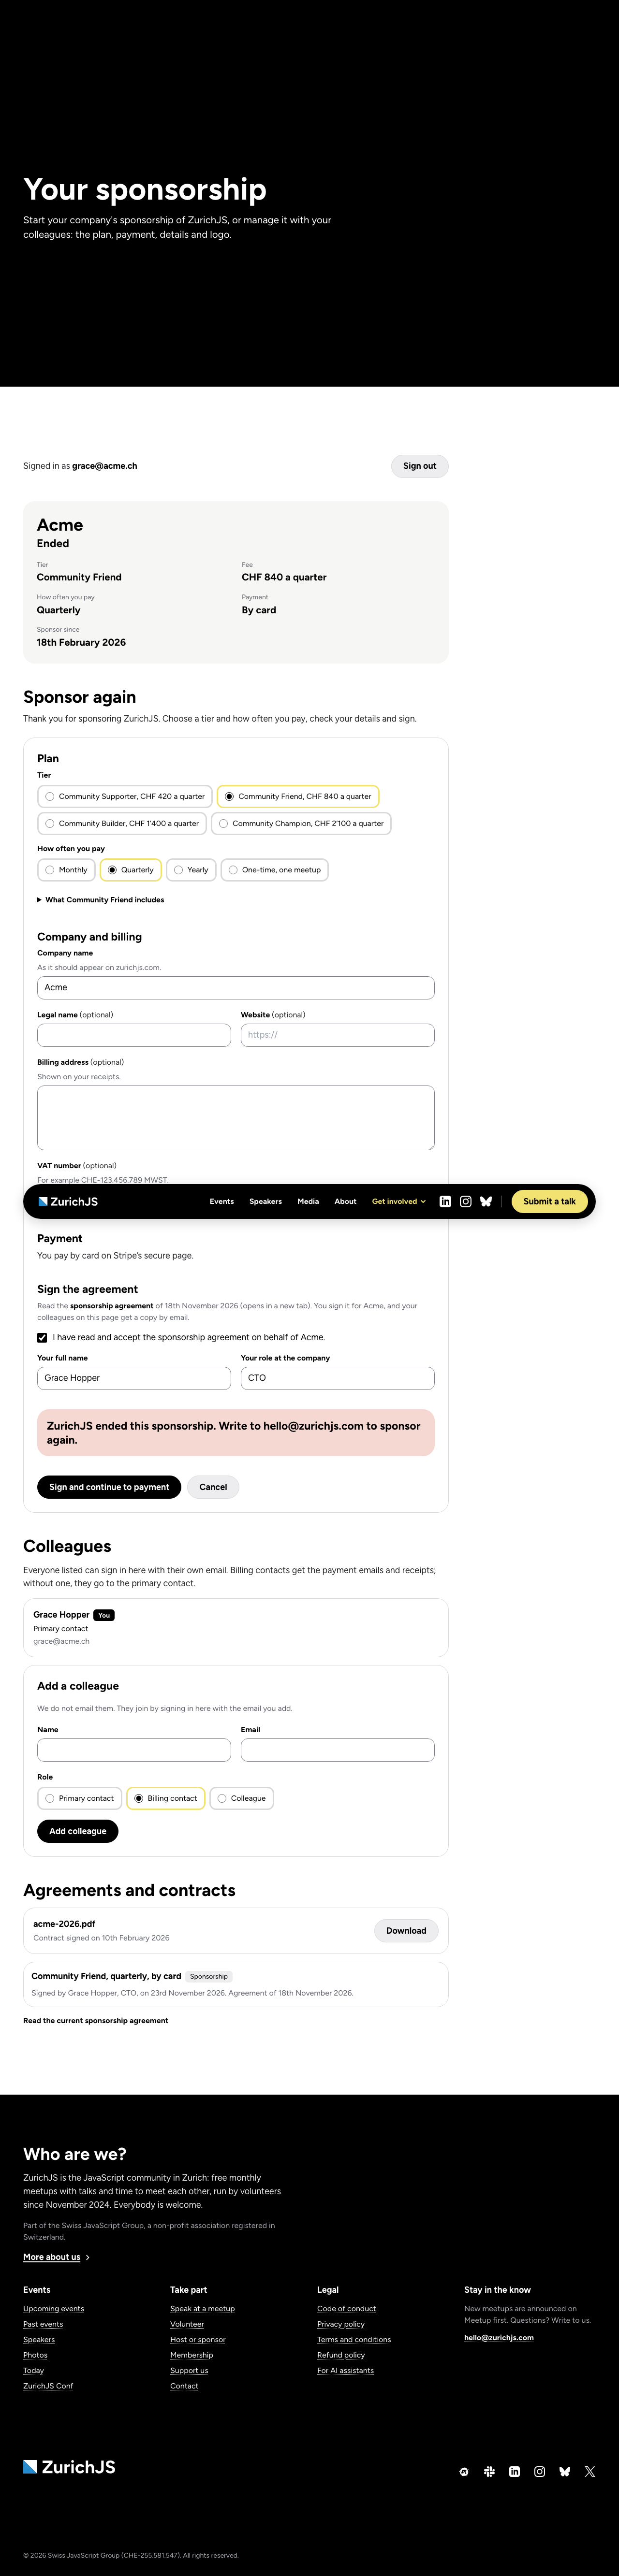 Your sponsorship
Start your company's sponsorship of ZurichJS, or manage it with your
colleagues: the plan, payment, details and logo.
Signed in as grace@acme.ch
Sign out
Acme
Ended
Tier
Community Friend
Fee
CHF 840 a quarter
How often you pay
Quarterly
Payment
By card
Sponsor since
18th February 2026
Sponsor again
Thank you for sponsoring ZurichJS. Choose a tier and how often you pay, check your details and sign.
Plan
Tier
Community Supporter, CHF 420 a quarter
Community Friend, CHF 840 a quarter
Community Builder, CHF 1'400 a quarter
Community Champion, CHF 2'100 a quarter
How often you pay
Monthly
Quarterly
Yearly
One-time, one meetup
What Community Friend includes
Company and billing
Company name
As it should appear on zurichjs.com.
Acme
Legal name (optional)
Website (optional)
https://
Billing address (optional)
Shown on your receipts.
VAT number (optional)
For example CHE-123.456.789 MWST.
ZurichJS
Events
Speakers
Media
About
Get involved
Submit a talk
Payment
You pay by card on Stripe's secure page.
Sign the agreement
Read the sponsorship agreement of 18th November 2026 (opens in a new tab). You sign it for Acme, and your
colleagues on this page get a copy by email.
I have read and accept the sponsorship agreement on behalf of Acme.
Your full name
Grace Hopper
Your role at the company
CTO
ZurichJS ended this sponsorship. Write to hello@zurichjs.com to sponsor
again.
Sign and continue to payment
Cancel
Colleagues
Everyone listed can sign in here with their own email. Billing contacts get the payment emails and receipts;
without one, they go to the primary contact.
Grace Hopper You
Primary contact
grace@acme.ch
Add a colleague
We do not email them. They join by signing in here with the email you add.
Name
Email
Role
Primary contact
Billing contact
Colleague
Add colleague
Agreements and contracts
acme-2026.pdf
Contract signed on 10th February 2026
Download
Community Friend, quarterly, by card Sponsorship
Signed by Grace Hopper, CTO, on 23rd November 2026. Agreement of 18th November 2026.
Read the current sponsorship agreement
Who are we?
ZurichJS is the JavaScript community in Zurich: free monthly
meetups with talks and time to meet each other, run by volunteers
since November 2024. Everybody is welcome.
Part of the Swiss JavaScript Group, a non-profit association registered in
Switzerland.
More about us
Events
Upcoming events
Past events
Speakers
Photos
Today
ZurichJS Conf
Take part
Speak at a meetup
Volunteer
Host or sponsor
Membership
Support us
Contact
Legal
Code of conduct
Privacy policy
Terms and conditions
Refund policy
For AI assistants
Stay in the know
New meetups are announced on
Meetup first. Questions? Write to us.
hello@zurichjs.com
ZurichJS
© 2026 Swiss JavaScript Group (CHE-255.581.547). All rights reserved.